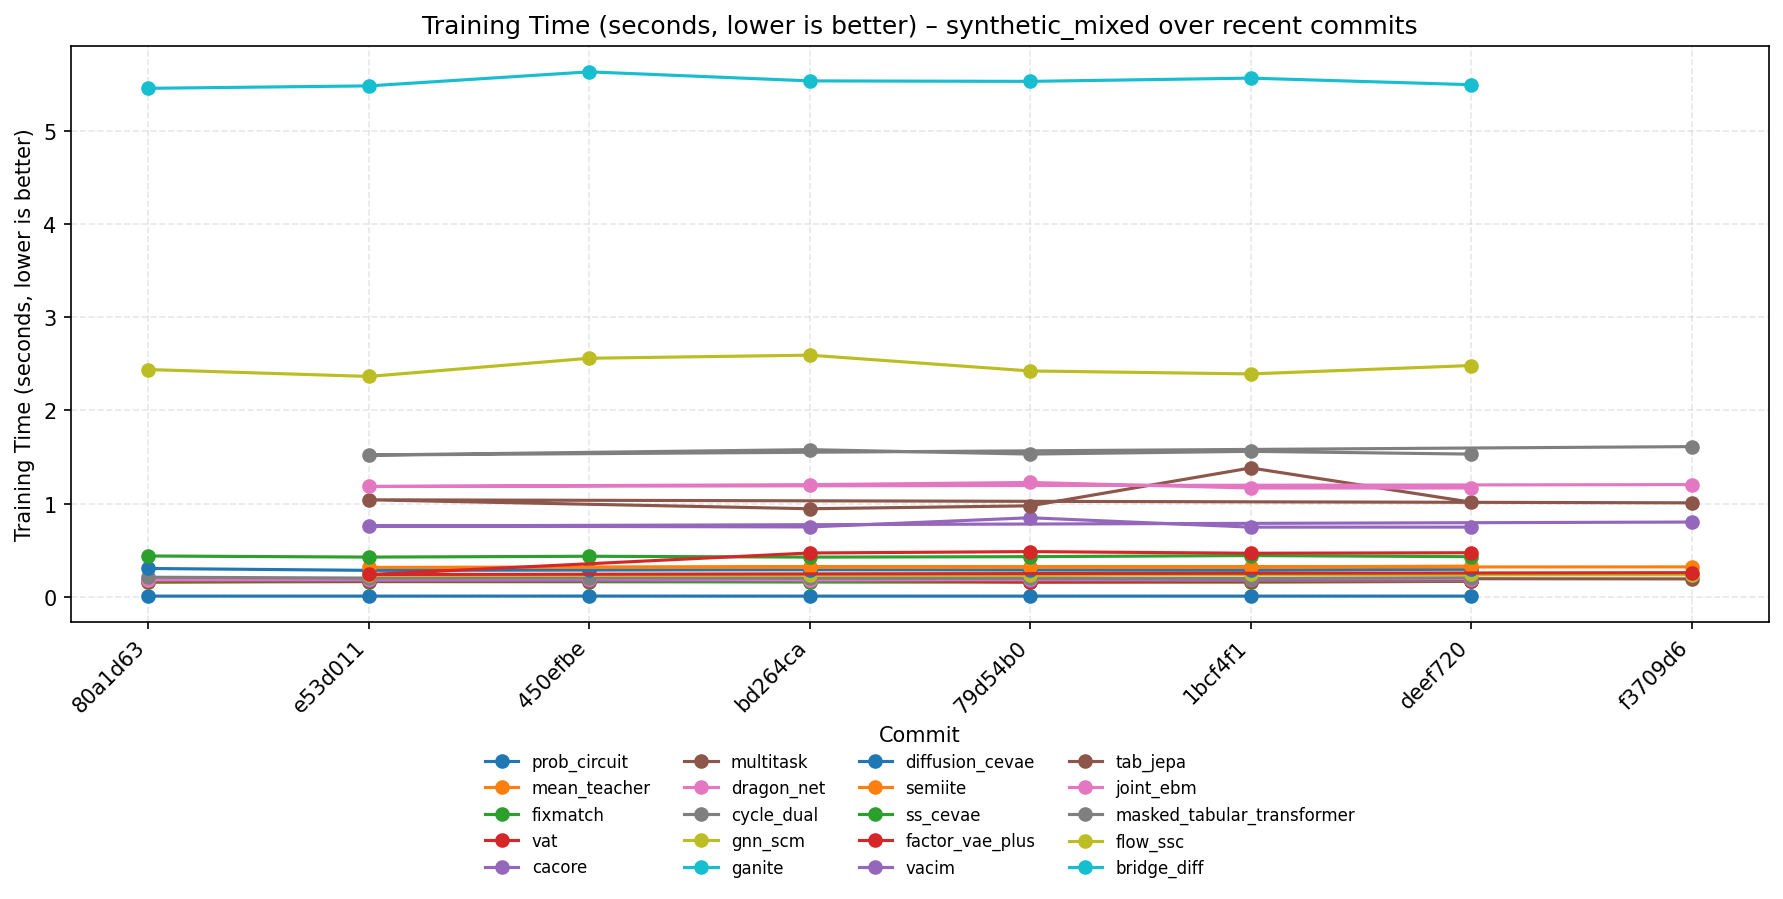 Training Time (seconds, lower is better) – synthetic_mixed over recent commits
Training Time (seconds, lower is better)
5
4
3
2
1
0
80a1d63
e53d011
450efbe
bd264ca
79d54b0
1bcf4f1
deef720
f3709d6
Commit
prob_circuit
mean_teacher
fixmatch
vat
cacore
multitask
dragon_net
cycle_dual
gnn_scm
ganite
diffusion_cevae
semiite
ss_cevae
factor_vae_plus
vacim
tab_jepa
joint_ebm
masked_tabular_transformer
flow_ssc
bridge_diff